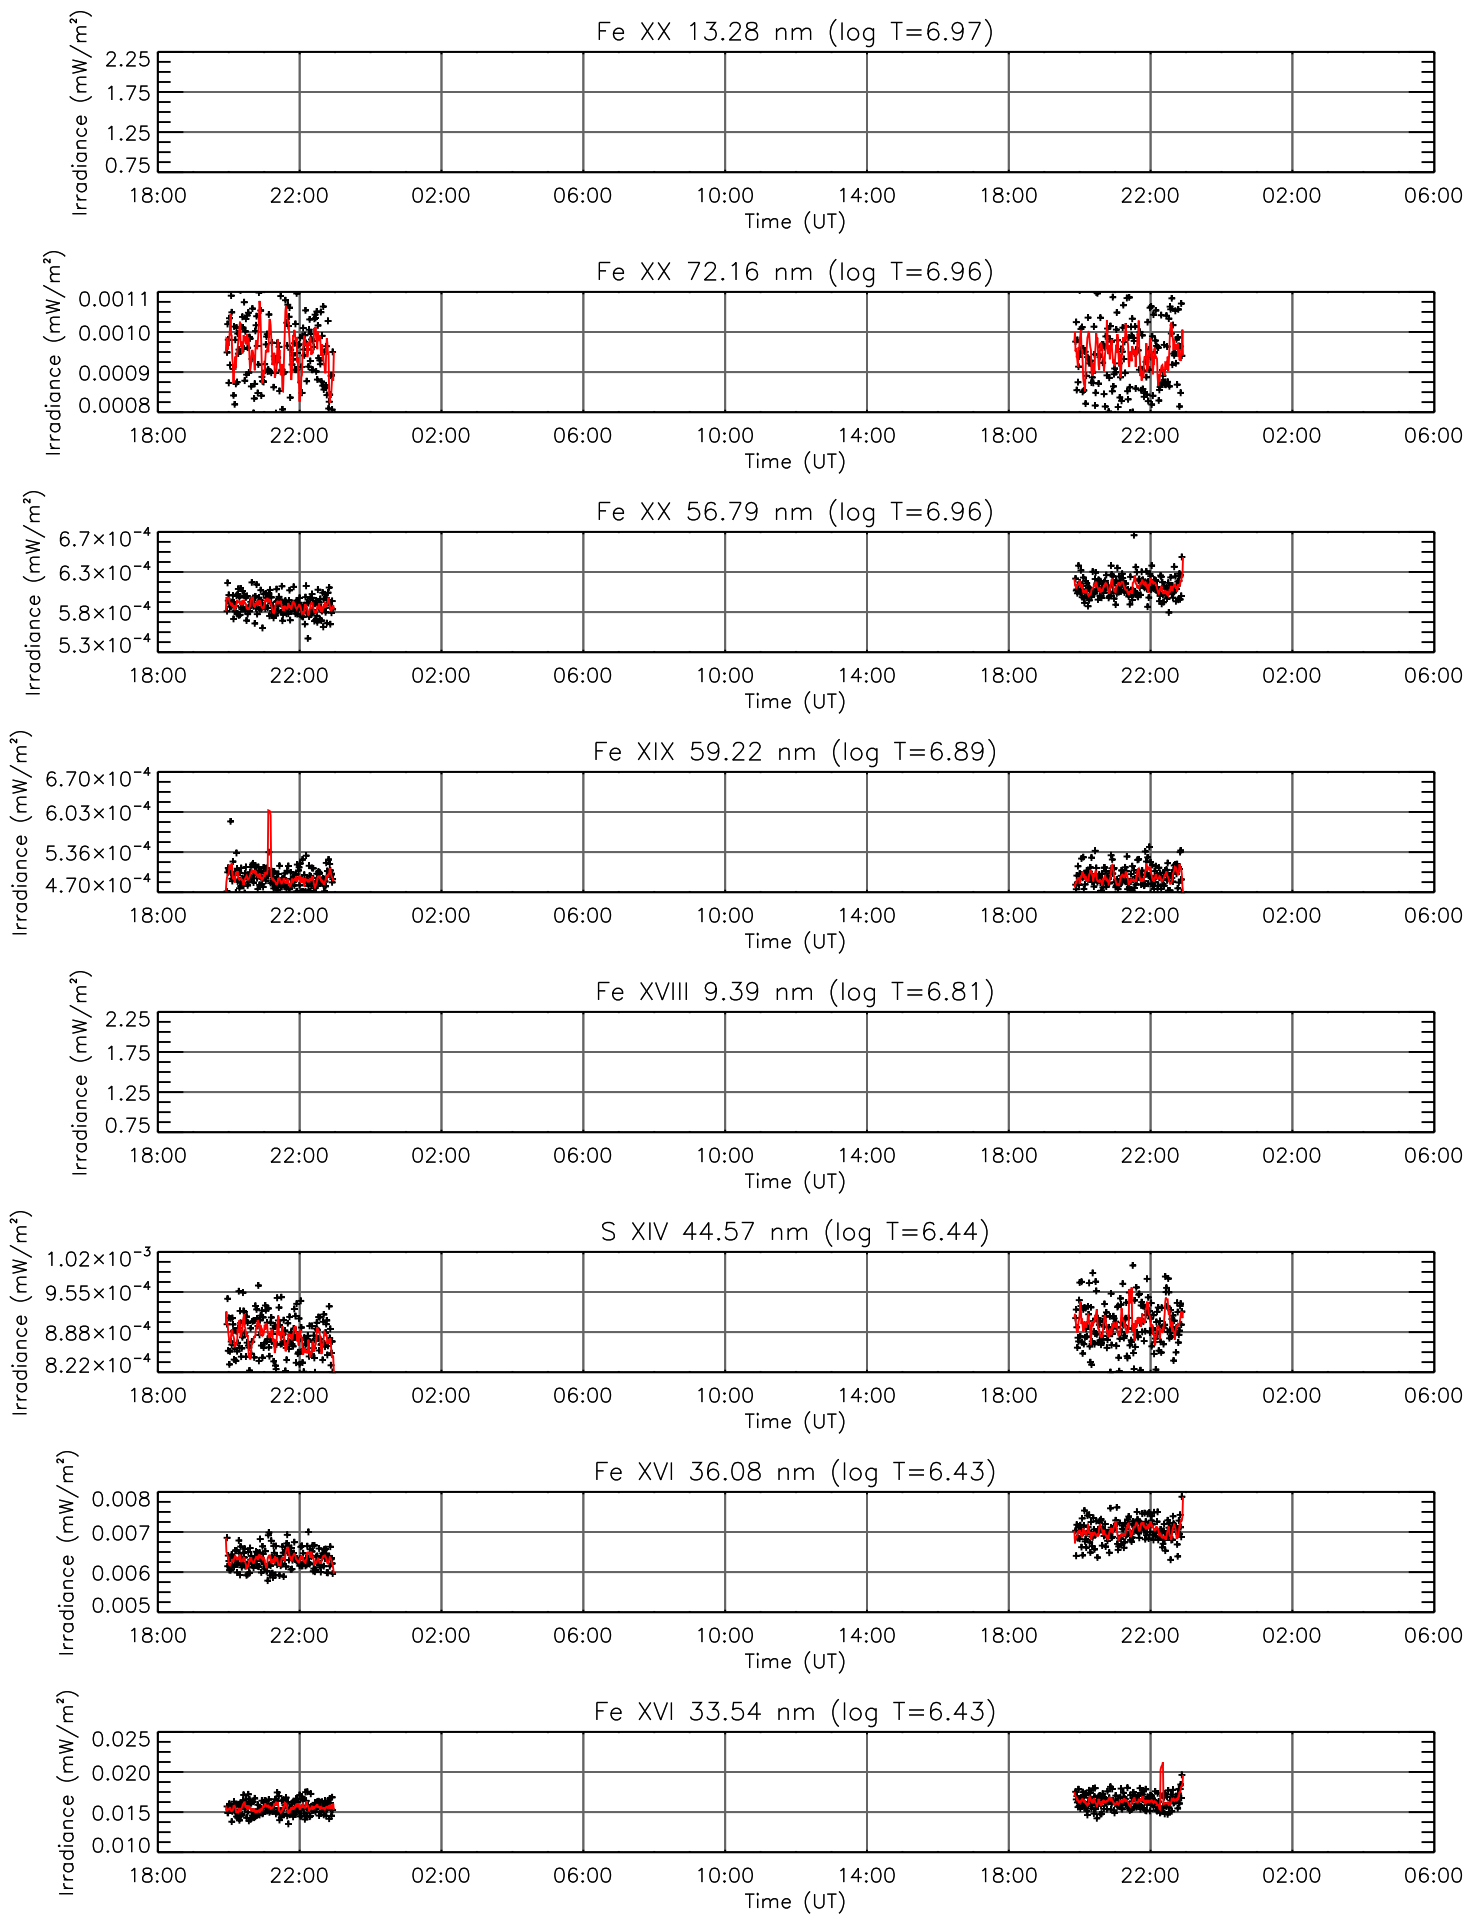 Fe XX 13.28 nm (log T=6.97)
Irradiance (mW/m²)
2.25
1.75
1.25
0.75
18:00 22:00 02:00 06:00 10:00 14:00 18:00 22:00 02:00 06:00
Time (UT)
Fe XX 72.16 nm (log T=6.96)
Irradiance (mW/m²)
0.0011
0.0010
0.0009
0.0008
18:00 22:00 02:00 06:00 10:00 14:00 18:00 22:00 02:00 06:00
Time (UT)
Fe XX 56.79 nm (log T=6.96)
Irradiance (mW/m²)
6.7×10⁻⁴
6.3×10⁻⁴
5.8×10⁻⁴
5.3×10⁻⁴
18:00 22:00 02:00 06:00 10:00 14:00 18:00 22:00 02:00 06:00
Time (UT)
Fe XIX 59.22 nm (log T=6.89)
Irradiance (mW/m²)
6.70×10⁻⁴
6.03×10⁻⁴
5.36×10⁻⁴
4.70×10⁻⁴
18:00 22:00 02:00 06:00 10:00 14:00 18:00 22:00 02:00 06:00
Time (UT)
Fe XVIII 9.39 nm (log T=6.81)
Irradiance (mW/m²)
2.25
1.75
1.25
0.75
18:00 22:00 02:00 06:00 10:00 14:00 18:00 22:00 02:00 06:00
Time (UT)
S XIV 44.57 nm (log T=6.44)
Irradiance (mW/m²)
1.02×10⁻³
9.55×10⁻⁴
8.88×10⁻⁴
8.22×10⁻⁴
18:00 22:00 02:00 06:00 10:00 14:00 18:00 22:00 02:00 06:00
Time (UT)
Fe XVI 36.08 nm (log T=6.43)
Irradiance (mW/m²)
0.008
0.007
0.006
0.005
18:00 22:00 02:00 06:00 10:00 14:00 18:00 22:00 02:00 06:00
Time (UT)
Fe XVI 33.54 nm (log T=6.43)
Irradiance (mW/m²)
0.025
0.020
0.015
0.010
18:00 22:00 02:00 06:00 10:00 14:00 18:00 22:00 02:00 06:00
Time (UT)